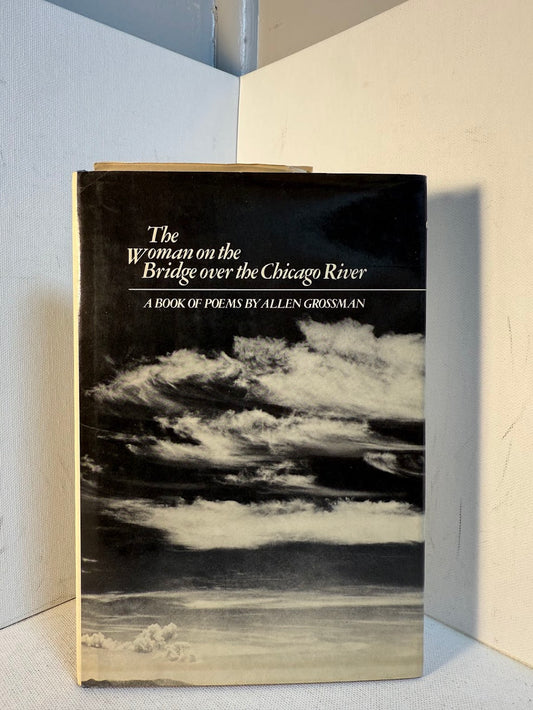 The
Woman on the
Bridge over the Chicago River
A BOOK OF POEMS BY ALLEN GROSSMAN